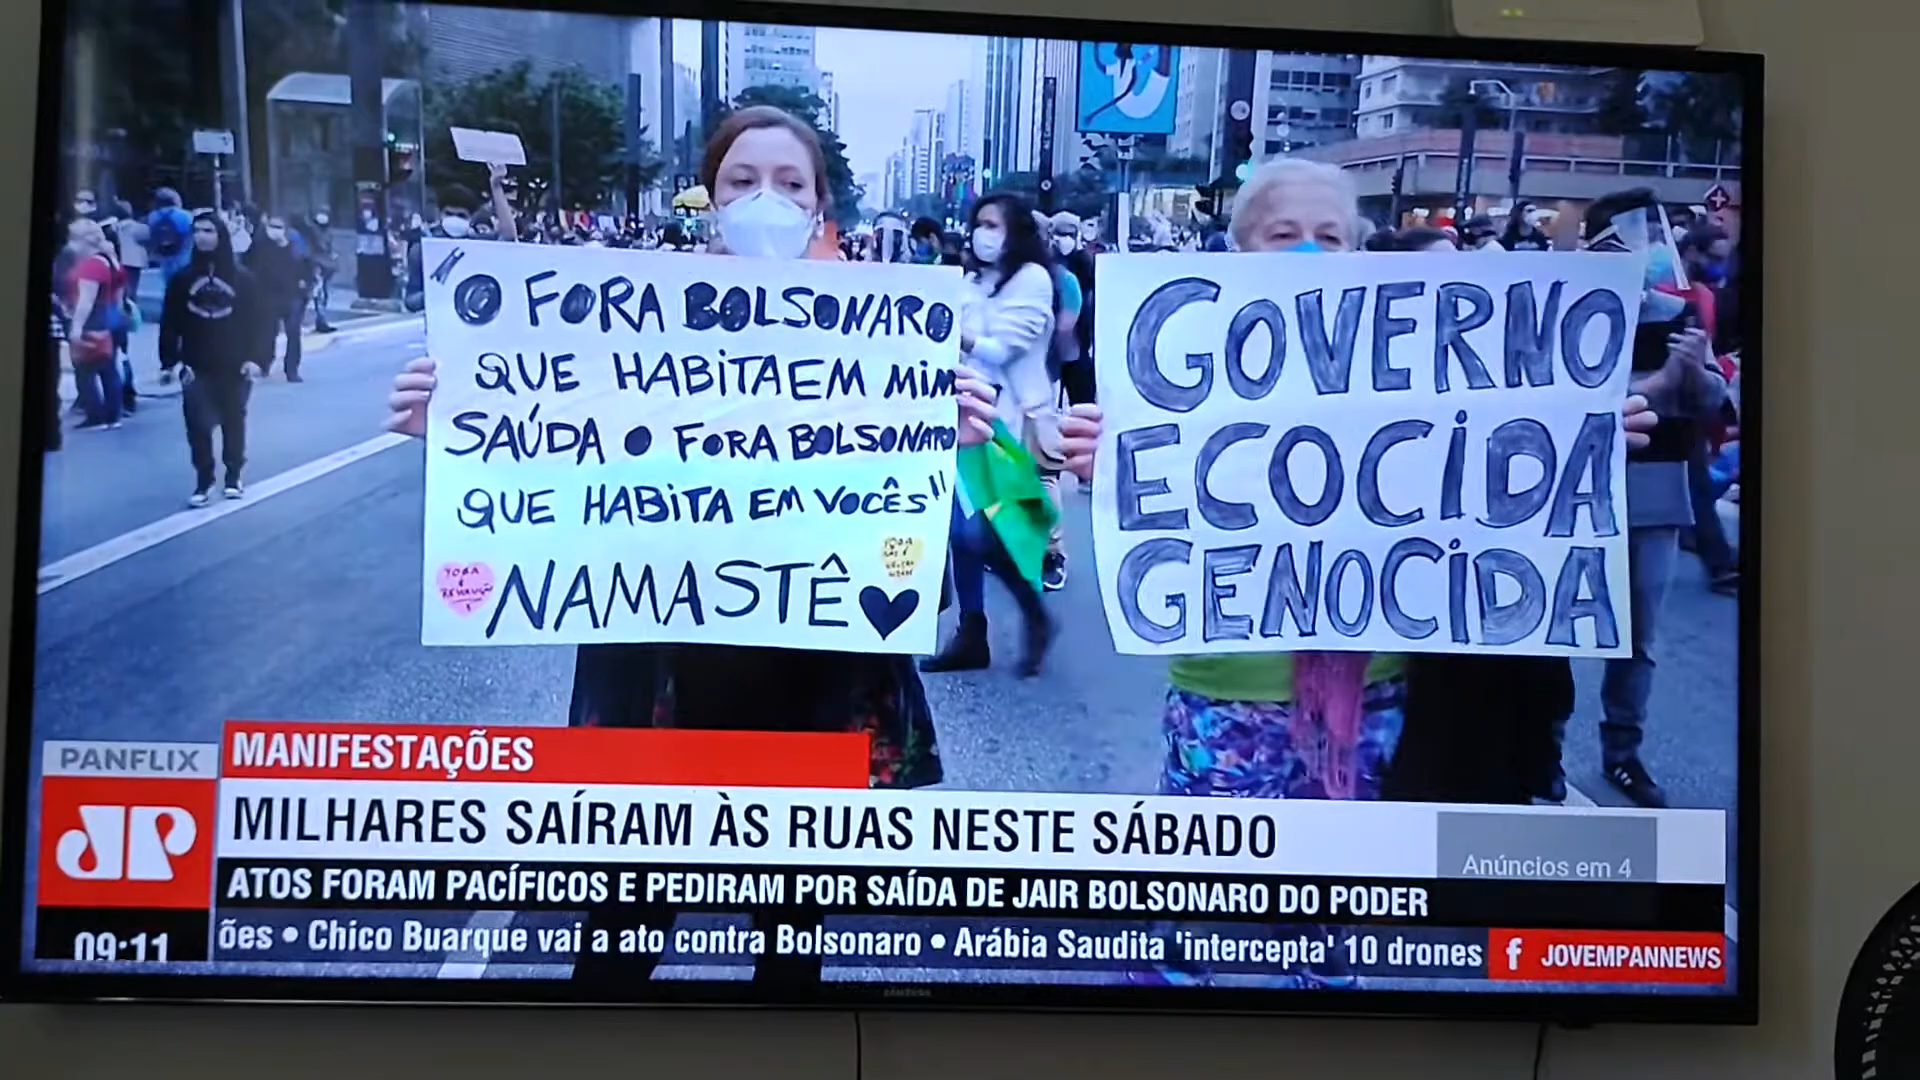 "O FORA BOLSONARO
QUE HABITA EM MIM
SAÚDA O FORA BOLSONARO
QUE HABITA EM VOCÊS"
NAMASTÊ
GOVERNO
ECOCIDA
GENOCIDA
PANFLIX
JP
MANIFESTAÇÕES
MILHARES SAÍRAM ÀS RUAS NESTE SÁBADO
Anúncios em 4
ATOS FORAM PACÍFICOS E PEDIRAM POR SAÍDA DE JAIR BOLSONARO DO PODER
09:11
ões • Chico Buarque vai a ato contra Bolsonaro • Arábia Saudita 'intercepta' 10 drones
f JOVEMPANNEWS
SAMSUNG